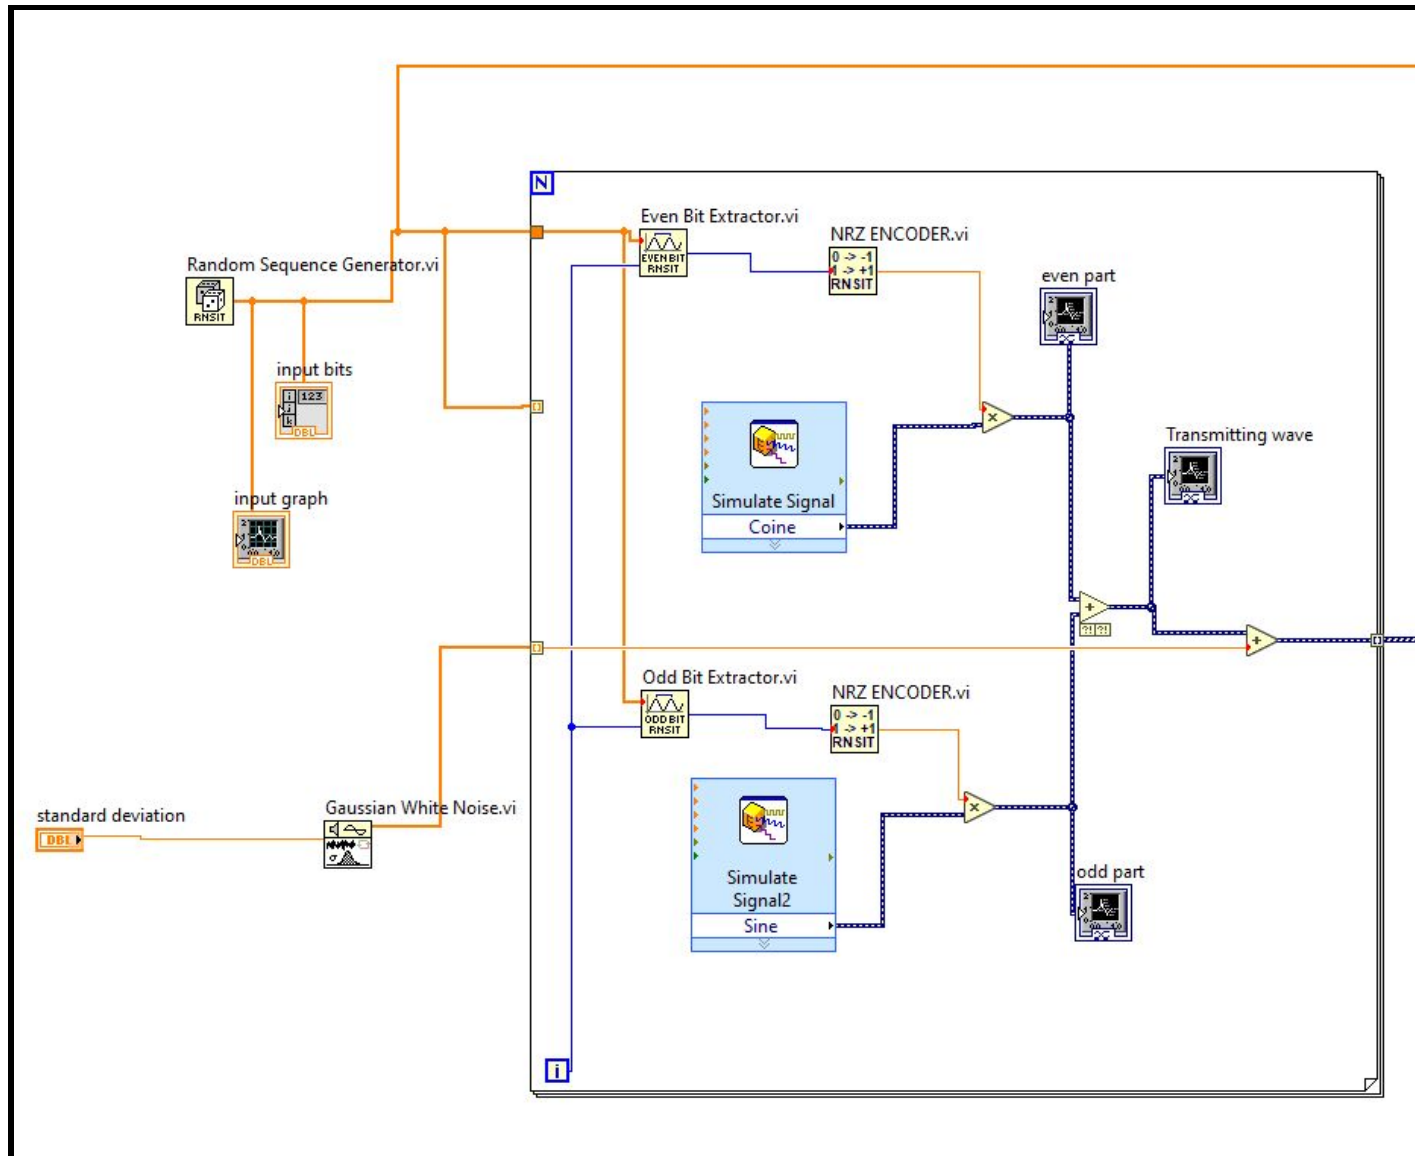 N
Even Bit Extractor.vi
EVEN BIT
RNSIT
NRZ ENCODER.vi
0 -> -1
1 -> +1
RNSIT
Random Sequence Generator.vi
RNSIT
even part
input bits
i
j
k
123
DBL
Transmitting wave
Simulate Signal
Coine
input graph
DBL
Odd Bit Extractor.vi
ODD BIT
RNSIT
NRZ ENCODER.vi
0 -> -1
1 -> +1
RNSIT
standard deviation
DBL
Gaussian White Noise.vi
Simulate
Signal2
Sine
odd part
i